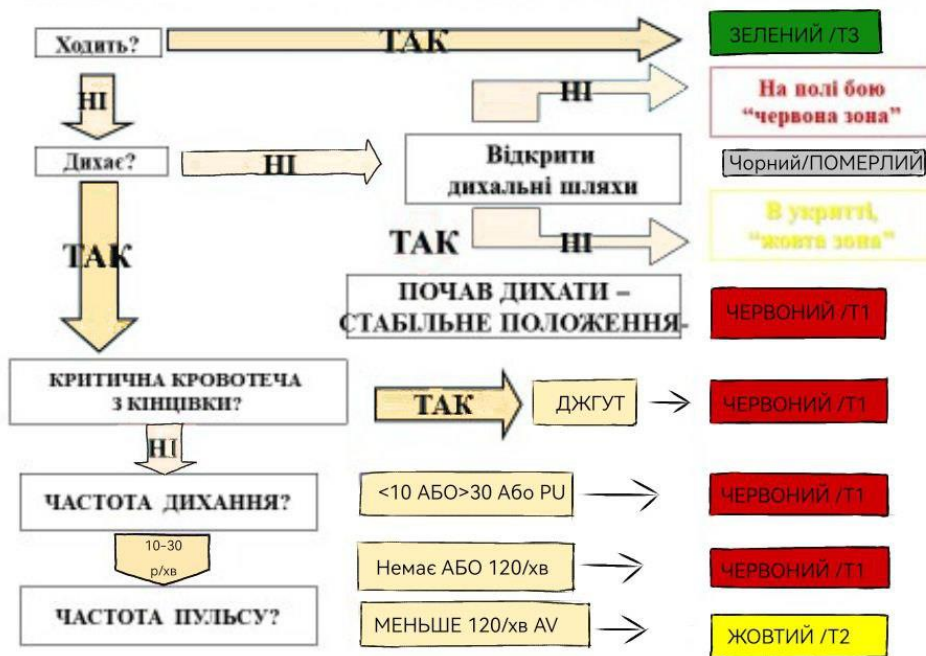 Ходить?
ТАК
ЗЕЛЕНИЙ /Т3
НІ
НІ
На полі бою
“червона зона”
Дихає?
НІ
Відкрити
дихальні шляхи
Чорний/ПОМЕРЛИЙ
ТАК
ТАК
НІ
В укритті,
“жовта зона”
ПОЧАВ ДИХАТИ –
СТАБІЛЬНЕ ПОЛОЖЕННЯ-
ЧЕРВОНИЙ /Т1
КРИТИЧНА КРОВОТЕЧА
З КІНЦІВКИ?
ТАК
ДЖГУТ
ЧЕРВОНИЙ /Т1
НІ
ЧАСТОТА ДИХАННЯ?
<10 АБО>30 Або PU
ЧЕРВОНИЙ /Т1
10-30
р/хв
Немає АБО 120/хв
ЧЕРВОНИЙ /Т1
ЧАСТОТА ПУЛЬСУ?
МЕНЬШЕ 120/хв AV
ЖОВТИЙ /Т2